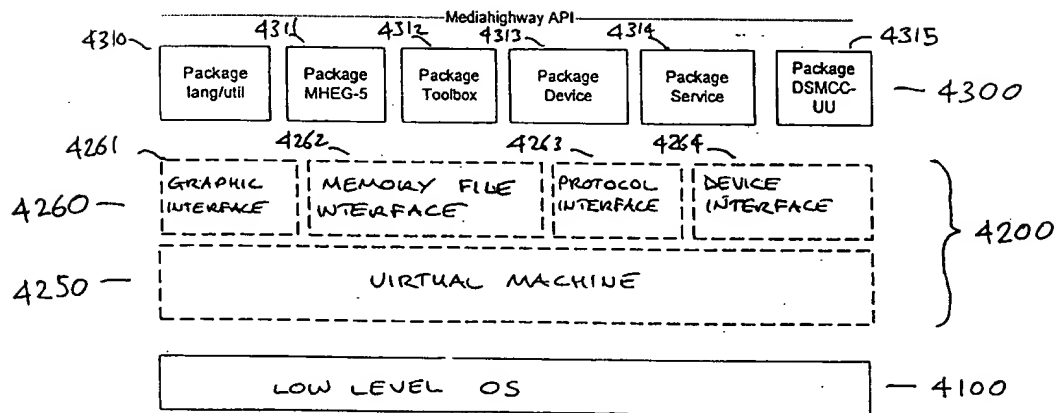 Mediahighway API
4310
4311
4312
4313
4314
4315
Package
lang/util
Package
MHEG-5
Package
Toolbox
Package
Device
Package
Service
Package
DSMCC-
UU
4300
4261
4262
4263
4264
4260
GRAPHIC
INTERFACE
MEMORY FILE
INTERFACE
PROTOCOL
INTERFACE
DEVICE
INTERFACE
4200
4250
VIRTUAL MACHINE
LOW LEVEL OS
4100